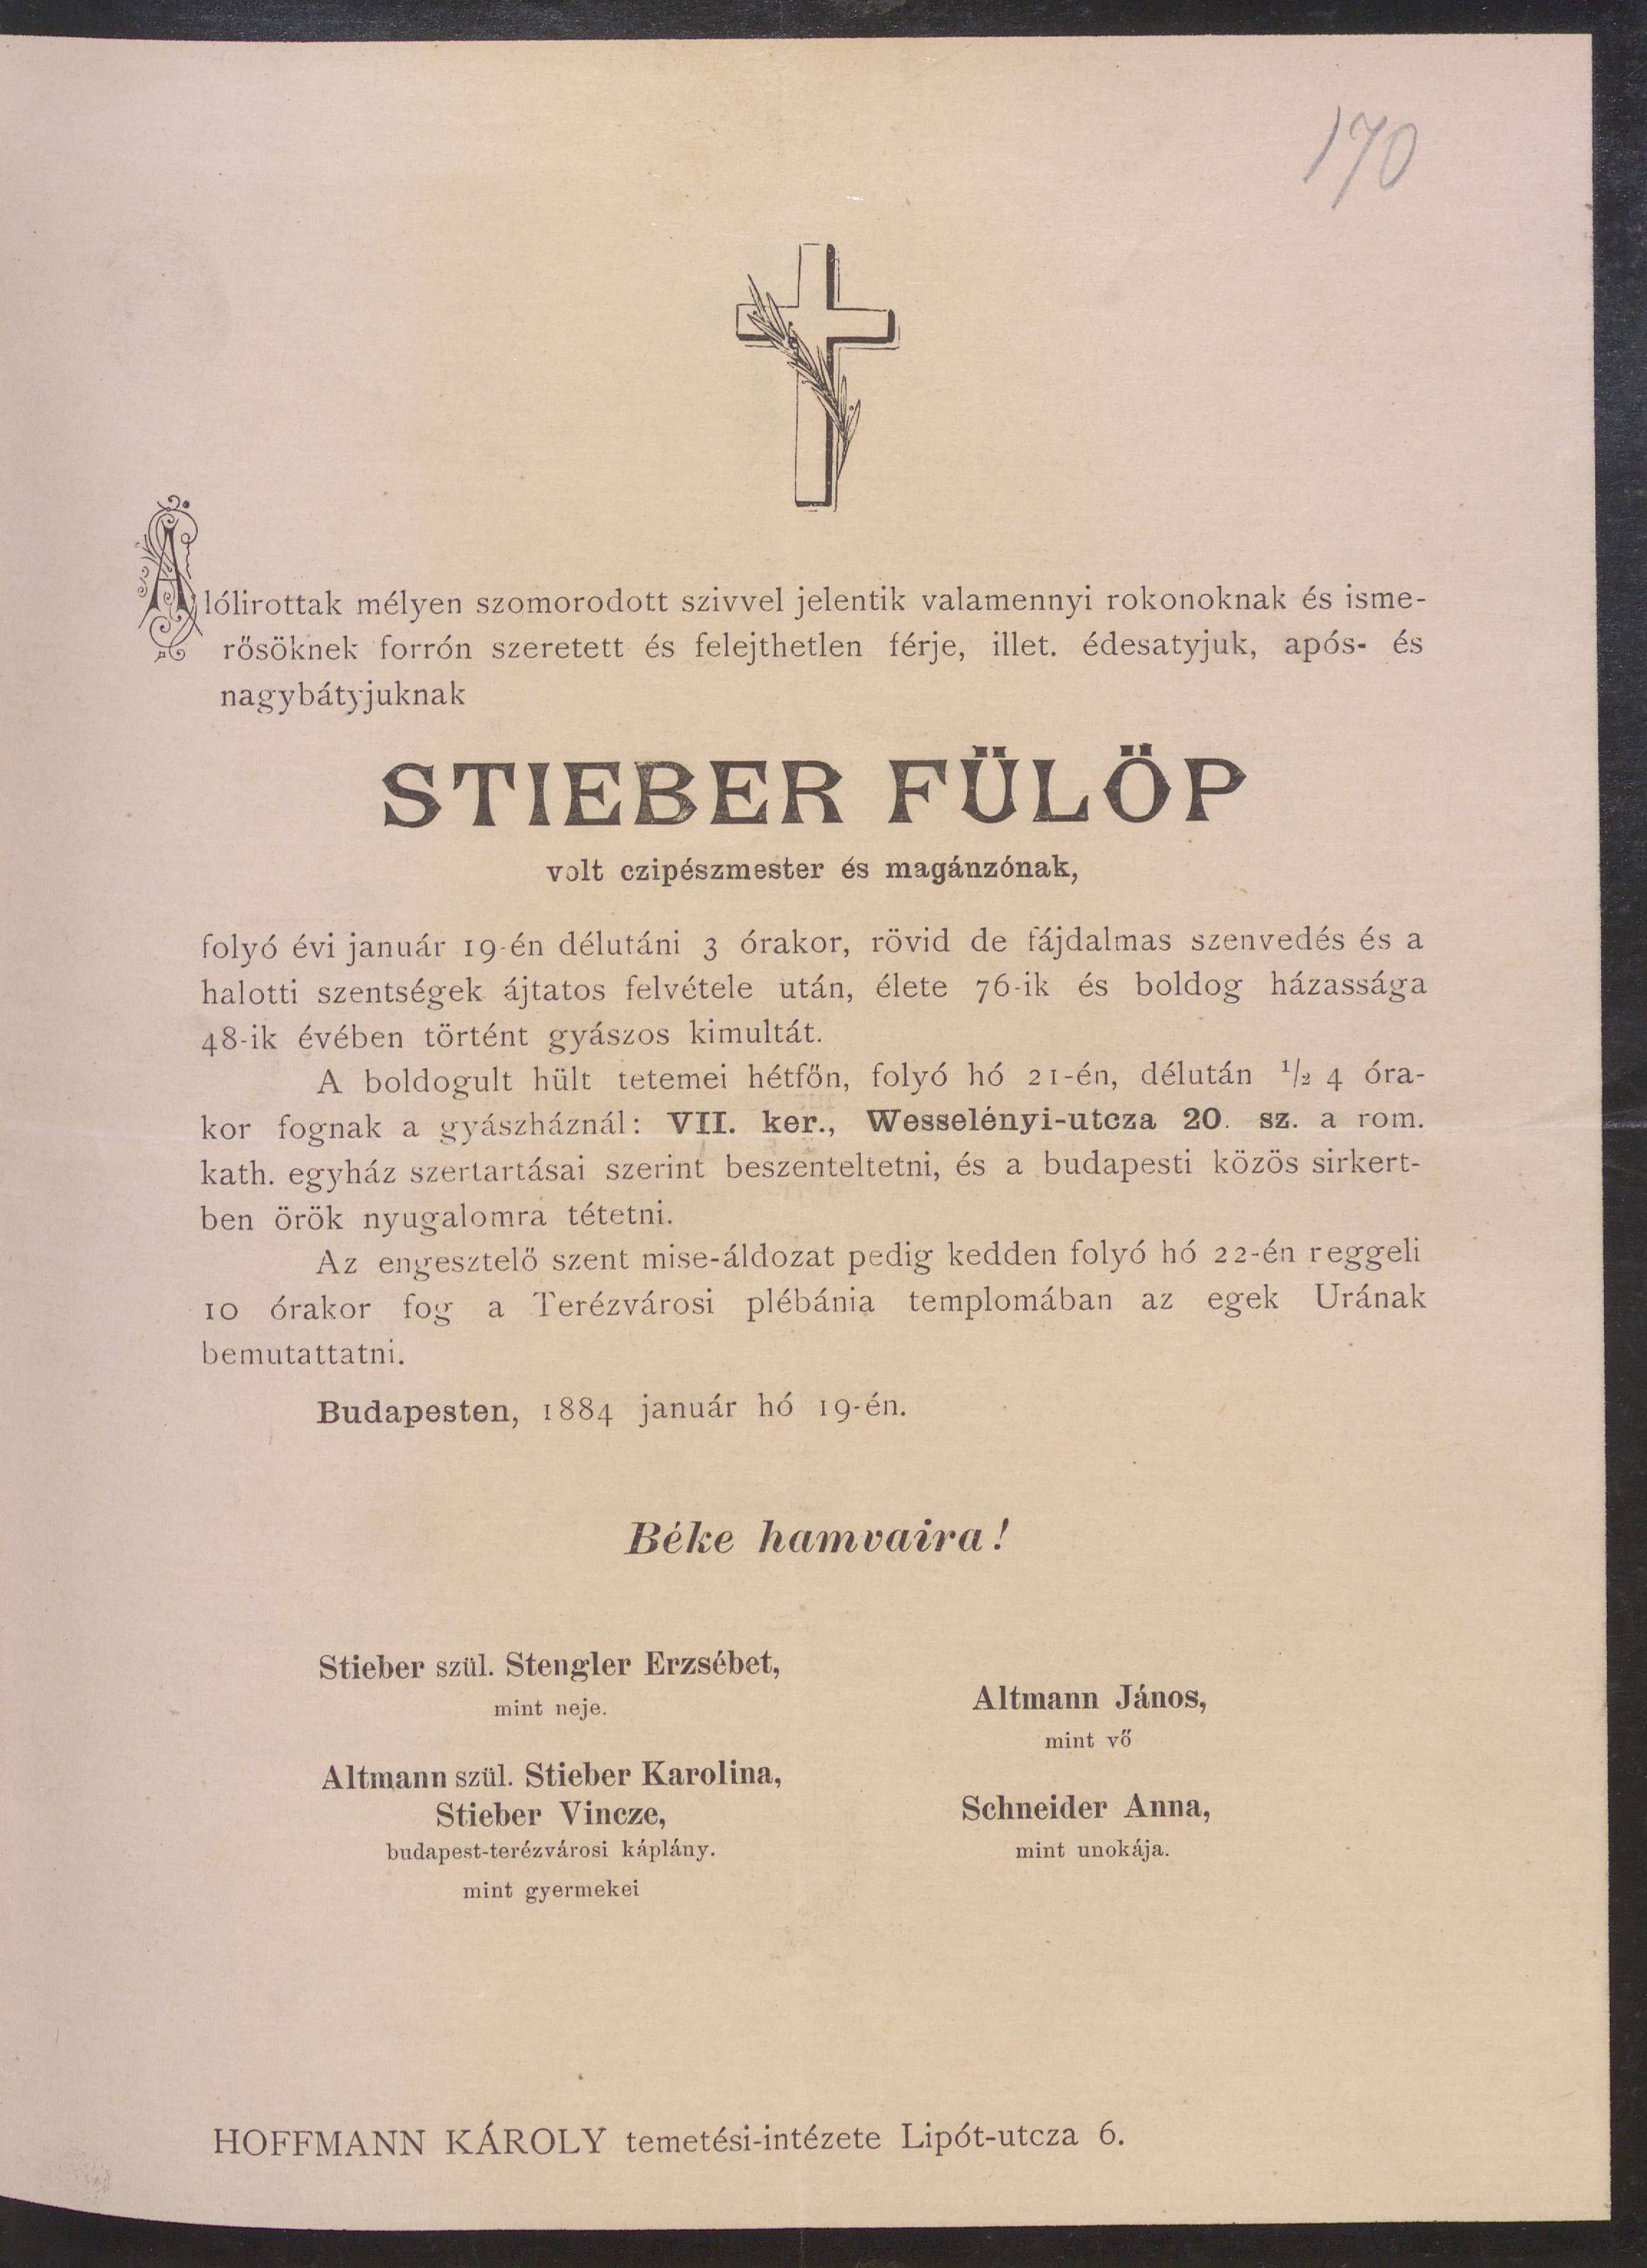 170
Alólirottak mélyen szomorodott szivvel jelentik valamennyi rokonoknak és isme-
rősöknek forrón szeretett és felejthetlen férje, illet. édesatyjuk, após- és
nagybátyjuknak
STIEBER FÜLÖP
volt czipészmester és magánzónak,
folyó évi január 19-én délutáni 3 órakor, rövid de fájdalmas szenvedés és a
halotti szentségek ájtatos felvétele után, élete 76-ik és boldog házassága
48-ik évében történt gyászos kimultát.
A boldogult hült tetemei hétfőn, folyó hó 21-én, délután 1/2 4 óra-
kor fognak a gyászháznál: VII. ker., Wesselényi-utcza 20. sz. a rom.
kath. egyház szertartásai szerint beszenteltetni, és a budapesti közös sirkert-
ben örök nyugalomra tétetni.
Az engesztelő szent mise-áldozat pedig kedden folyó hó 22-én reggeli
10 órakor fog a Terézvárosi plébánia templomában az egek Urának
bemutattatni.
Budapesten, 1884 január hó 19-én.
Béke hamvaira!
Stieber szül. Stengler Erzsébet,
mint neje.
Altmann szül. Stieber Karolina,
Stieber Vincze,
budapest-terézvárosi káplány.
mint gyermekei
Altmann János,
mint vő
Schneider Anna,
mint unokája.
HOFFMANN KÁROLY temetési-intézete Lipót-utcza 6.